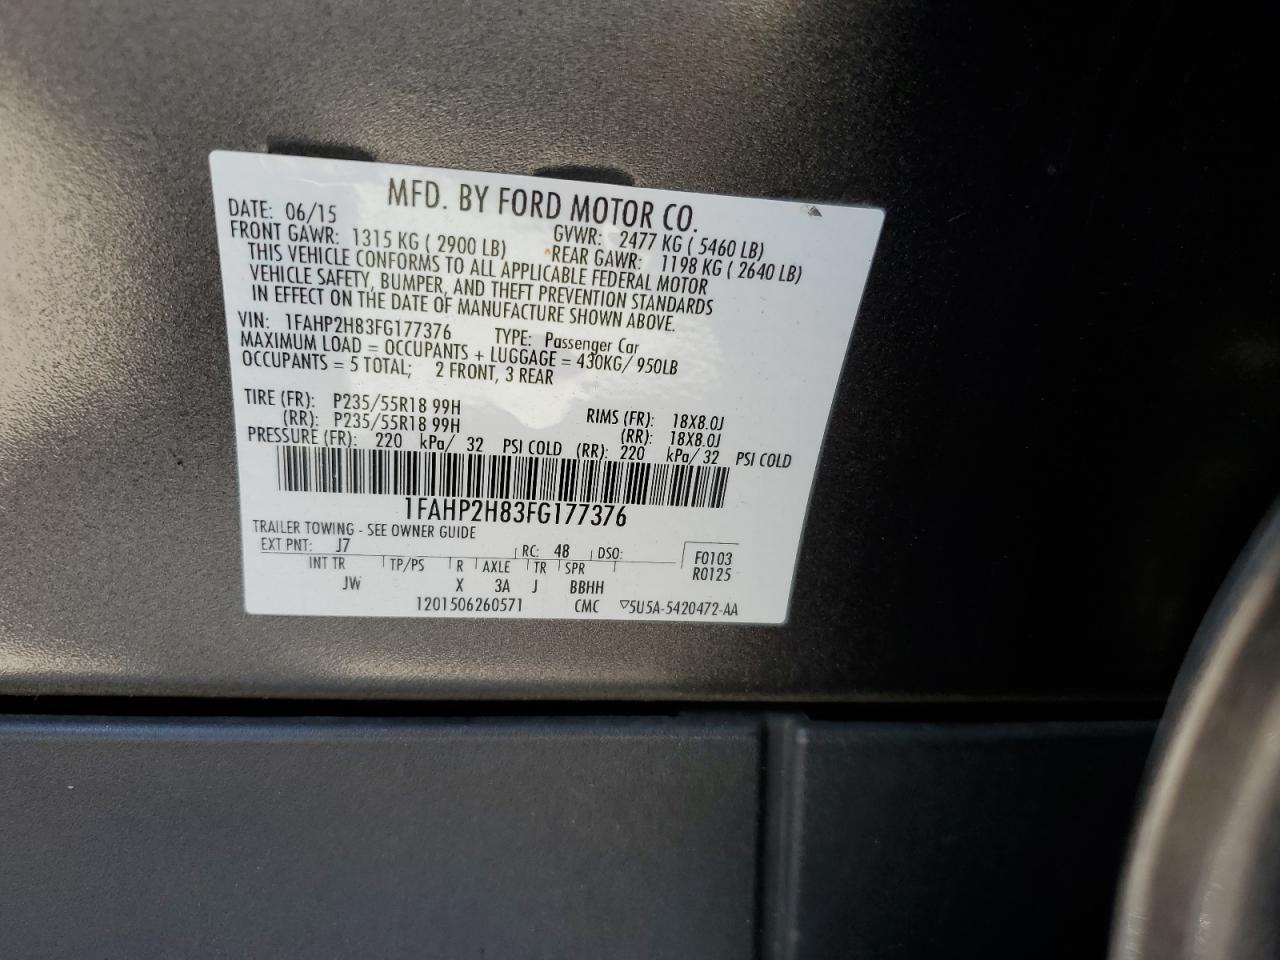 MFD. BY FORD MOTOR CO.
DATE: 06/15 GVWR: 2477 KG ( 5460 LB)
FRONT GAWR: 1315 KG ( 2900 LB) REAR GAWR: 1198 KG ( 2640 LB)
THIS VEHICLE CONFORMS TO ALL APPLICABLE FEDERAL MOTOR
VEHICLE SAFETY, BUMPER, AND THEFT PREVENTION STANDARDS
IN EFFECT ON THE DATE OF MANUFACTURE SHOWN ABOVE.
VIN: 1FAHP2H83FG177376 TYPE: Passenger Car
MAXIMUM LOAD = OCCUPANTS + LUGGAGE = 430KG/ 950LB
OCCUPANTS = 5 TOTAL; 2 FRONT, 3 REAR
TIRE (FR): P235/55R18 99H RIMS (FR): 18X8.0J
(RR): P235/55R18 99H (RR): 18X8.0J
PRESSURE (FR): 220 kPa/ 32 PSI COLD (RR): 220 kPa/ 32 PSI COLD
1FAHP2H83FG177376
TRAILER TOWING - SEE OWNER GUIDE
EXT PNT: J7 RC: 48 DSO: F0103
INT TR TP/PS R AXLE TR SPR R0125
JW X 3A J BBHH
1201506260571 CMC ▽5U5A-5420472-AA